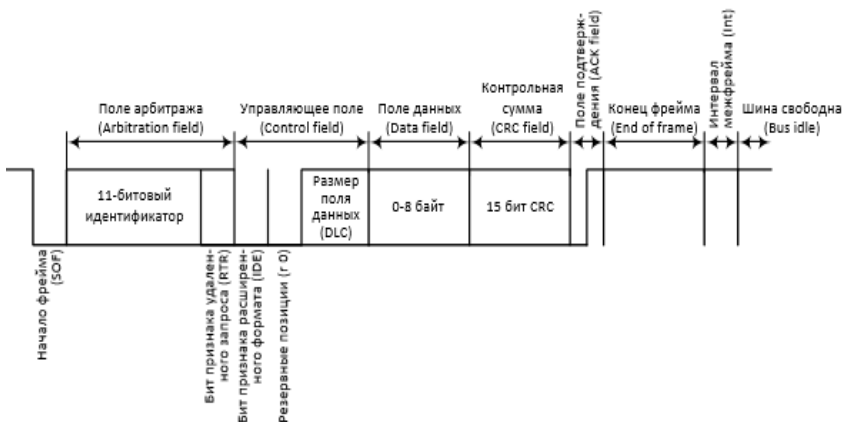 Поле арбитража
(Arbitration field)
Управляющее поле
(Control field)
Поле данных
(Data field)
Контрольная
сумма
(CRC field)
Поле подтверж-
дения (ACK field)
Конец фрейма
(End of frame)
Интервал
межфрейма (Int)
Шина свободна
(Bus idle)
11-битовый
идентификатор
Размер
поля
данных
(DLC)
0-8 байт
15 бит CRC
Начало фрейма
(SOF)
Бит признака удален-
ного запроса (RTR)
Бит признака расширен-
ного формата (IDE)
Резервные позиции (r 0)